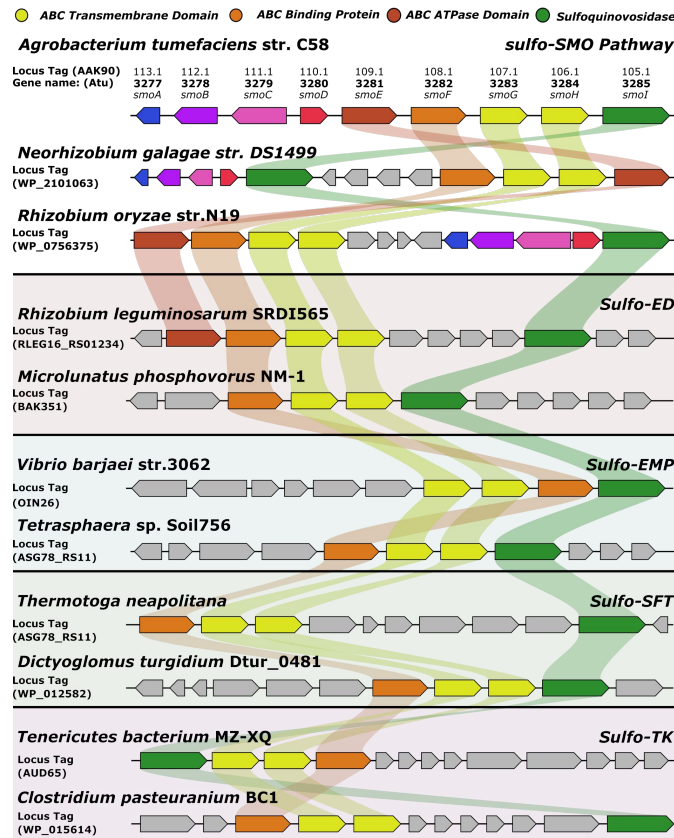 ABC Transmembrane Domain ABC Binding Protein ABC ATPase Domain Sulfoquinovosidase
Agrobacterium tumefaciens str. C58 sulfo-SMO Pathway
Locus Tag (AAK90) 113.1 112.1 111.1 110.1 109.1 108.1 107.1 106.1 105.1
Gene name: (Atu) 3277 3278 3279 3280 3281 3282 3283 3284 3285
smoA smoB smoC smoD smoE smoF smoG smoH smoI
Neorhizobium galagae str. DS1499
Locus Tag
(WP_2101063)
Rhizobium oryzae str.N19
Locus Tag
(WP_0756375)
Sulfo-ED
Rhizobium leguminosarum SRDI565
Locus Tag
(RLEG16_RS01234)
Microlunatus phosphovorus NM-1
Locus Tag
(BAK351)
Vibrio barjaei str.3062 Sulfo-EMP
Locus Tag
(OIN26)
Tetrasphaera sp. Soil756
Locus Tag
(ASG78_RS11)
Thermotoga neapolitana Sulfo-SFT
Locus Tag
(ASG78_RS11)
Dictyoglomus turgidium Dtur_0481
Locus Tag
(WP_012582)
Tenericutes bacterium MZ-XQ Sulfo-TK
Locus Tag
(AUD65)
Clostridium pasteuranium BC1
Locus Tag
(WP_015614)